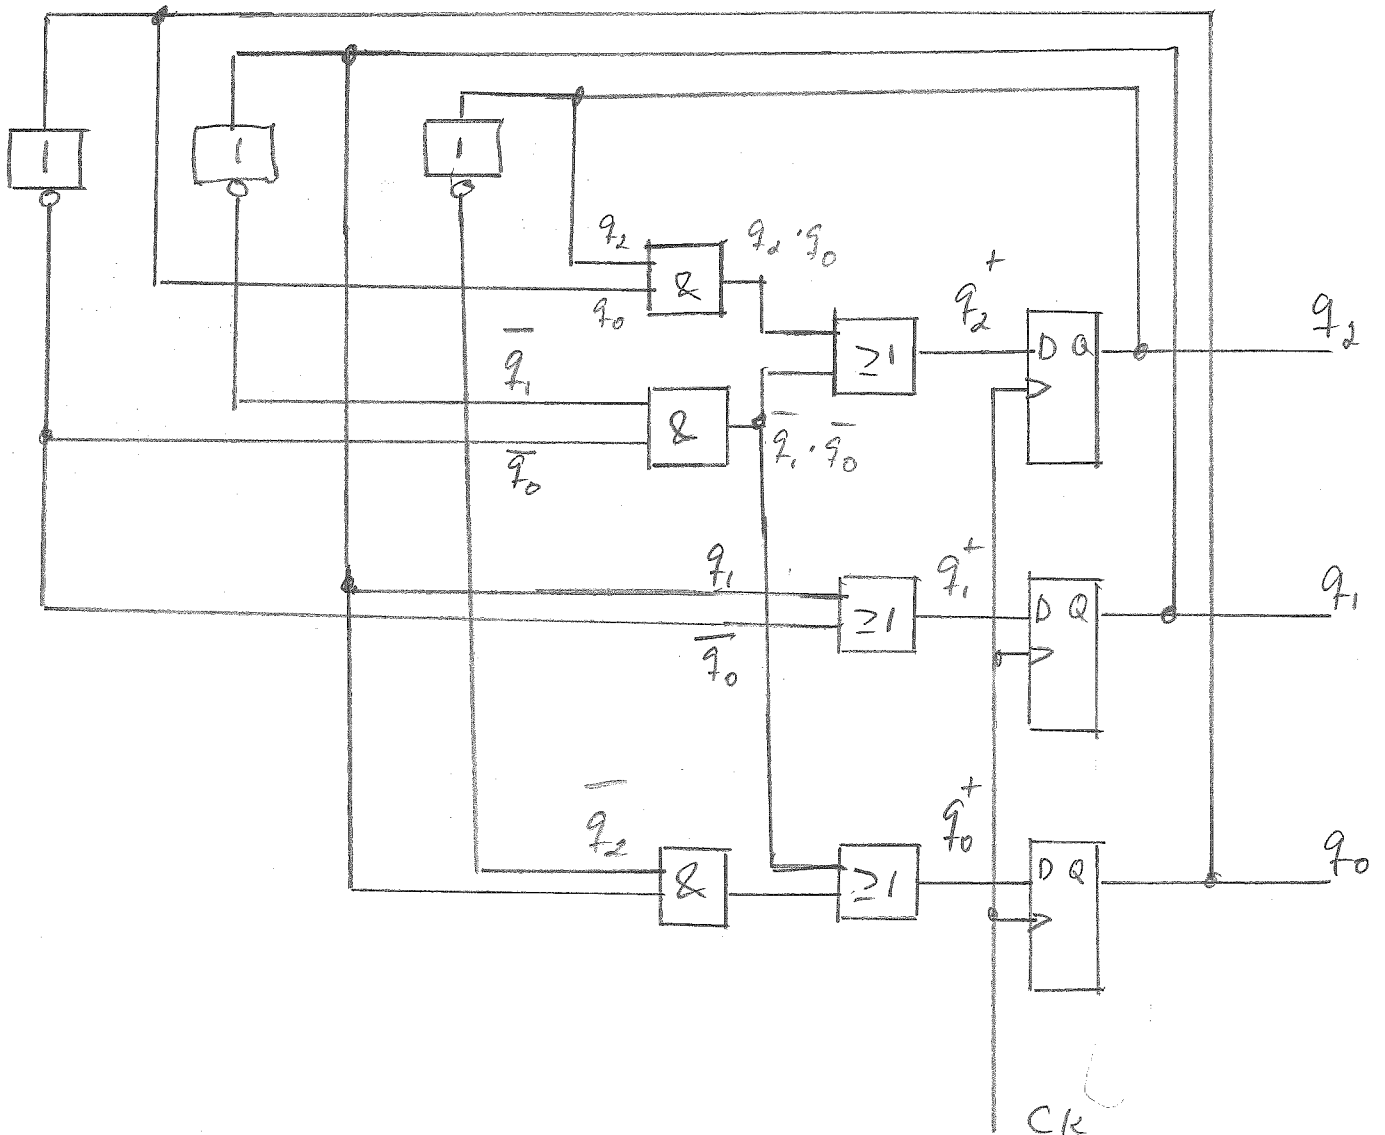 1 1 1
q₂ q₂·q₀
&
q₀
q₂⁺
D Q
q₂
≥1
q̅₁
&
q̅₁·q̅₀
q̅₀
q₁
q₁⁺
D Q
q₁
≥1
q̅₀
q̅₂
q₀⁺
D Q
q₀
& ≥1
Ck